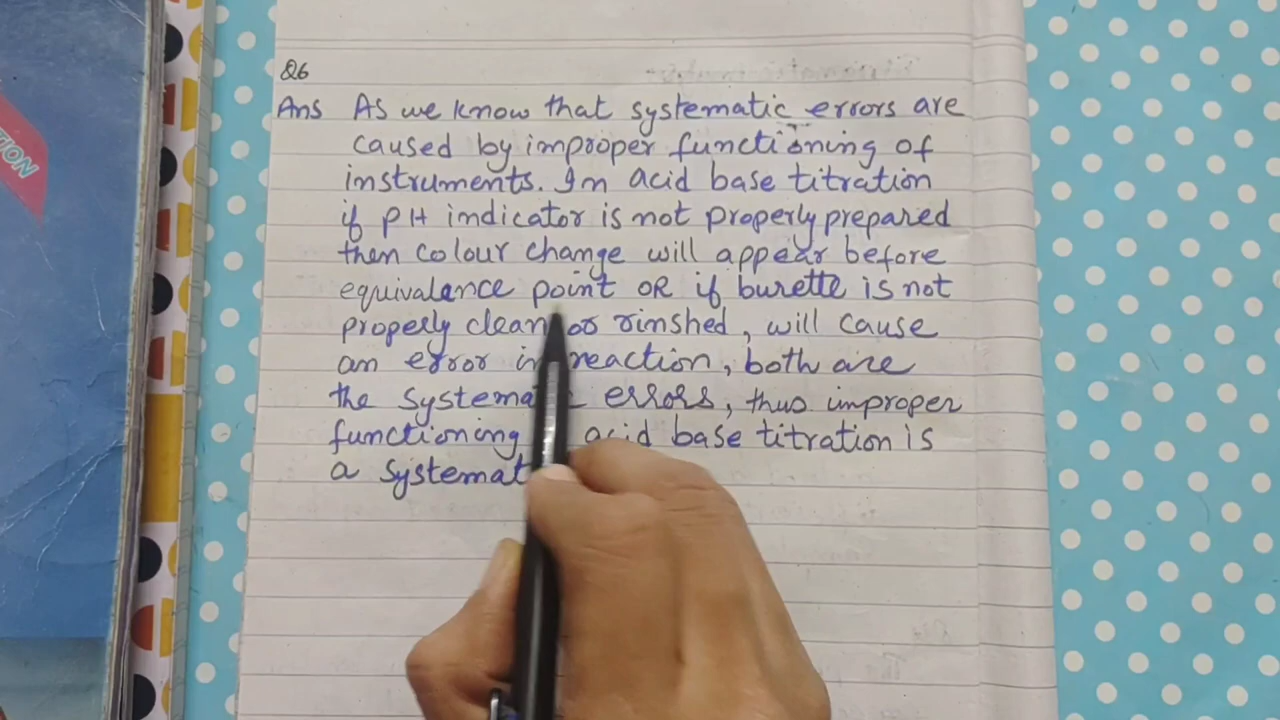 TION
Q6
Ans As we know that systematic errors are
caused by improper functioning of
instruments. In acid base titration
if PH indicator is not properly prepared
then colour change will appear before
equivalence point OR if burette is not
properly clean or rinshed, will cause
an error in reaction, both are
the systematic errors, thus improper
functioning acid base titration is
a systemat